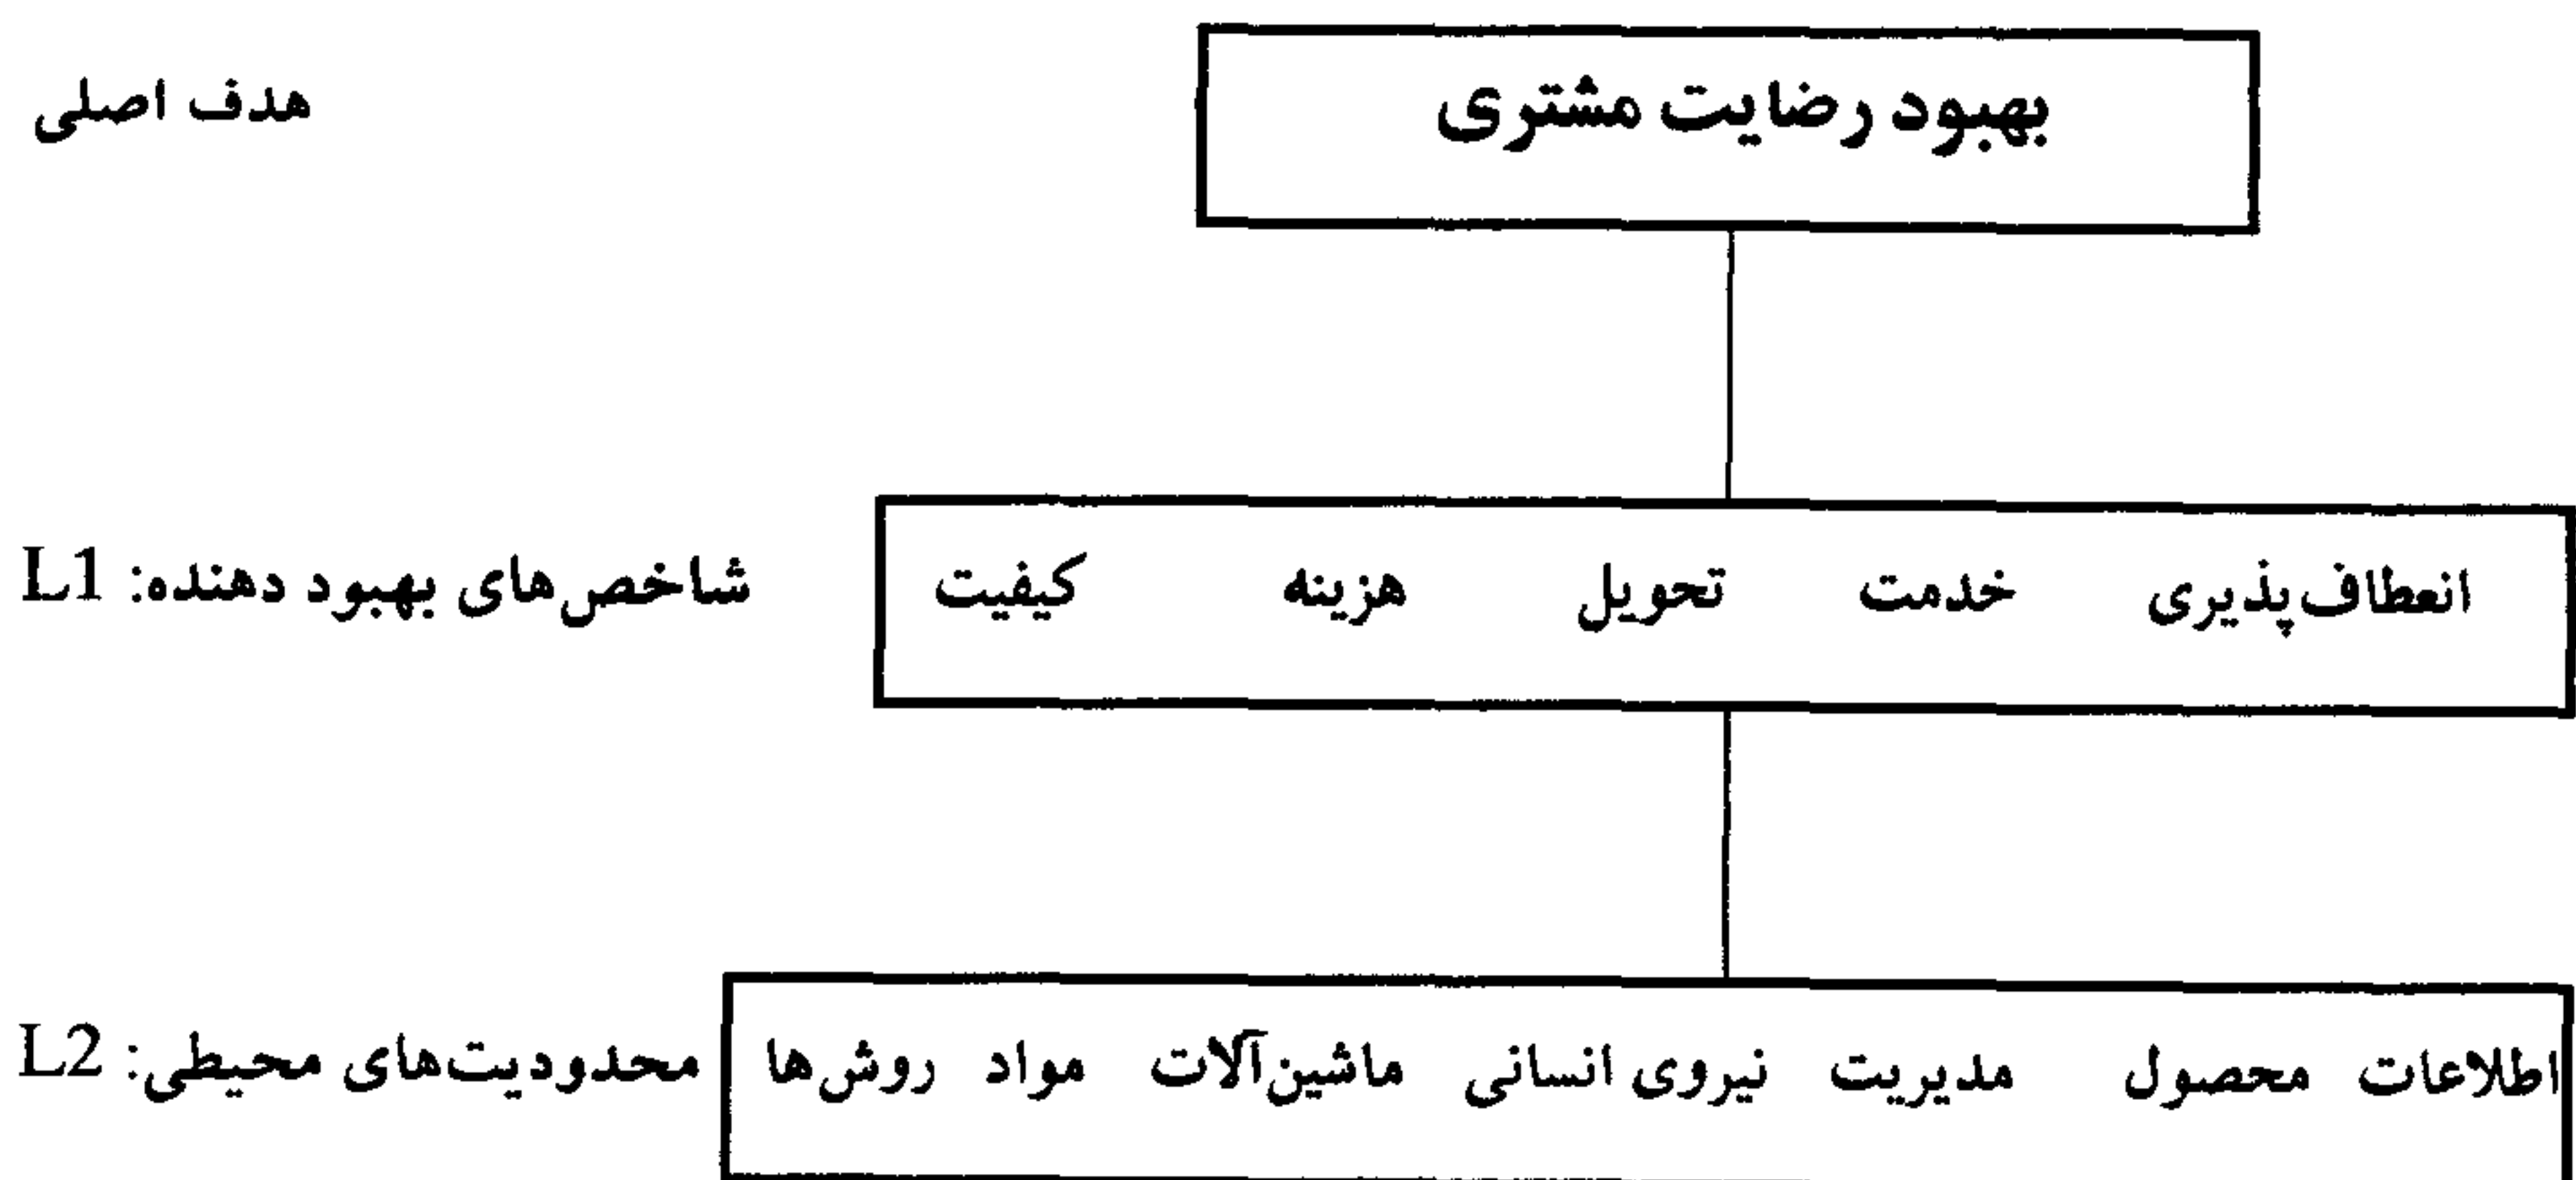 بهبود رضایت مشتری
هدف اصلی
انعطاف‌پذیری خدمت تحویل هزینه کیفیت
شاخص‌های بهبود دهنده: L1
اطلاعات محصول مدیریت نیروی انسانی ماشین‌آلات مواد روش‌ها
محدودیت‌های محیطی: L2